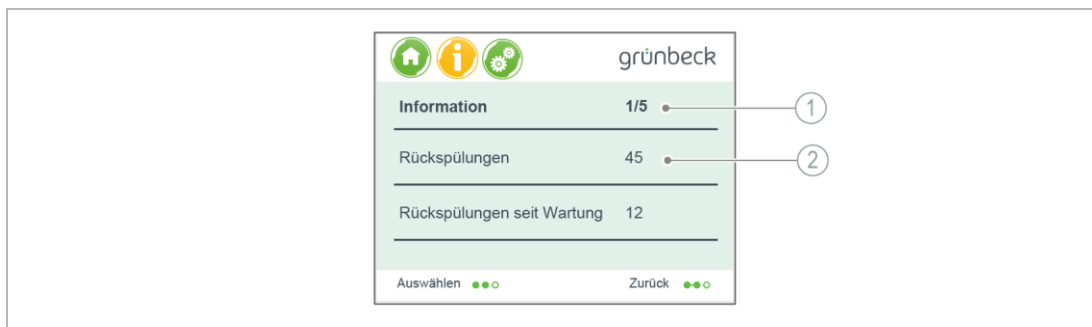 grünbeck
Information 1/5
1
Rückspülungen 45
2
Rückspülungen seit Wartung 12
Auswählen Zurück